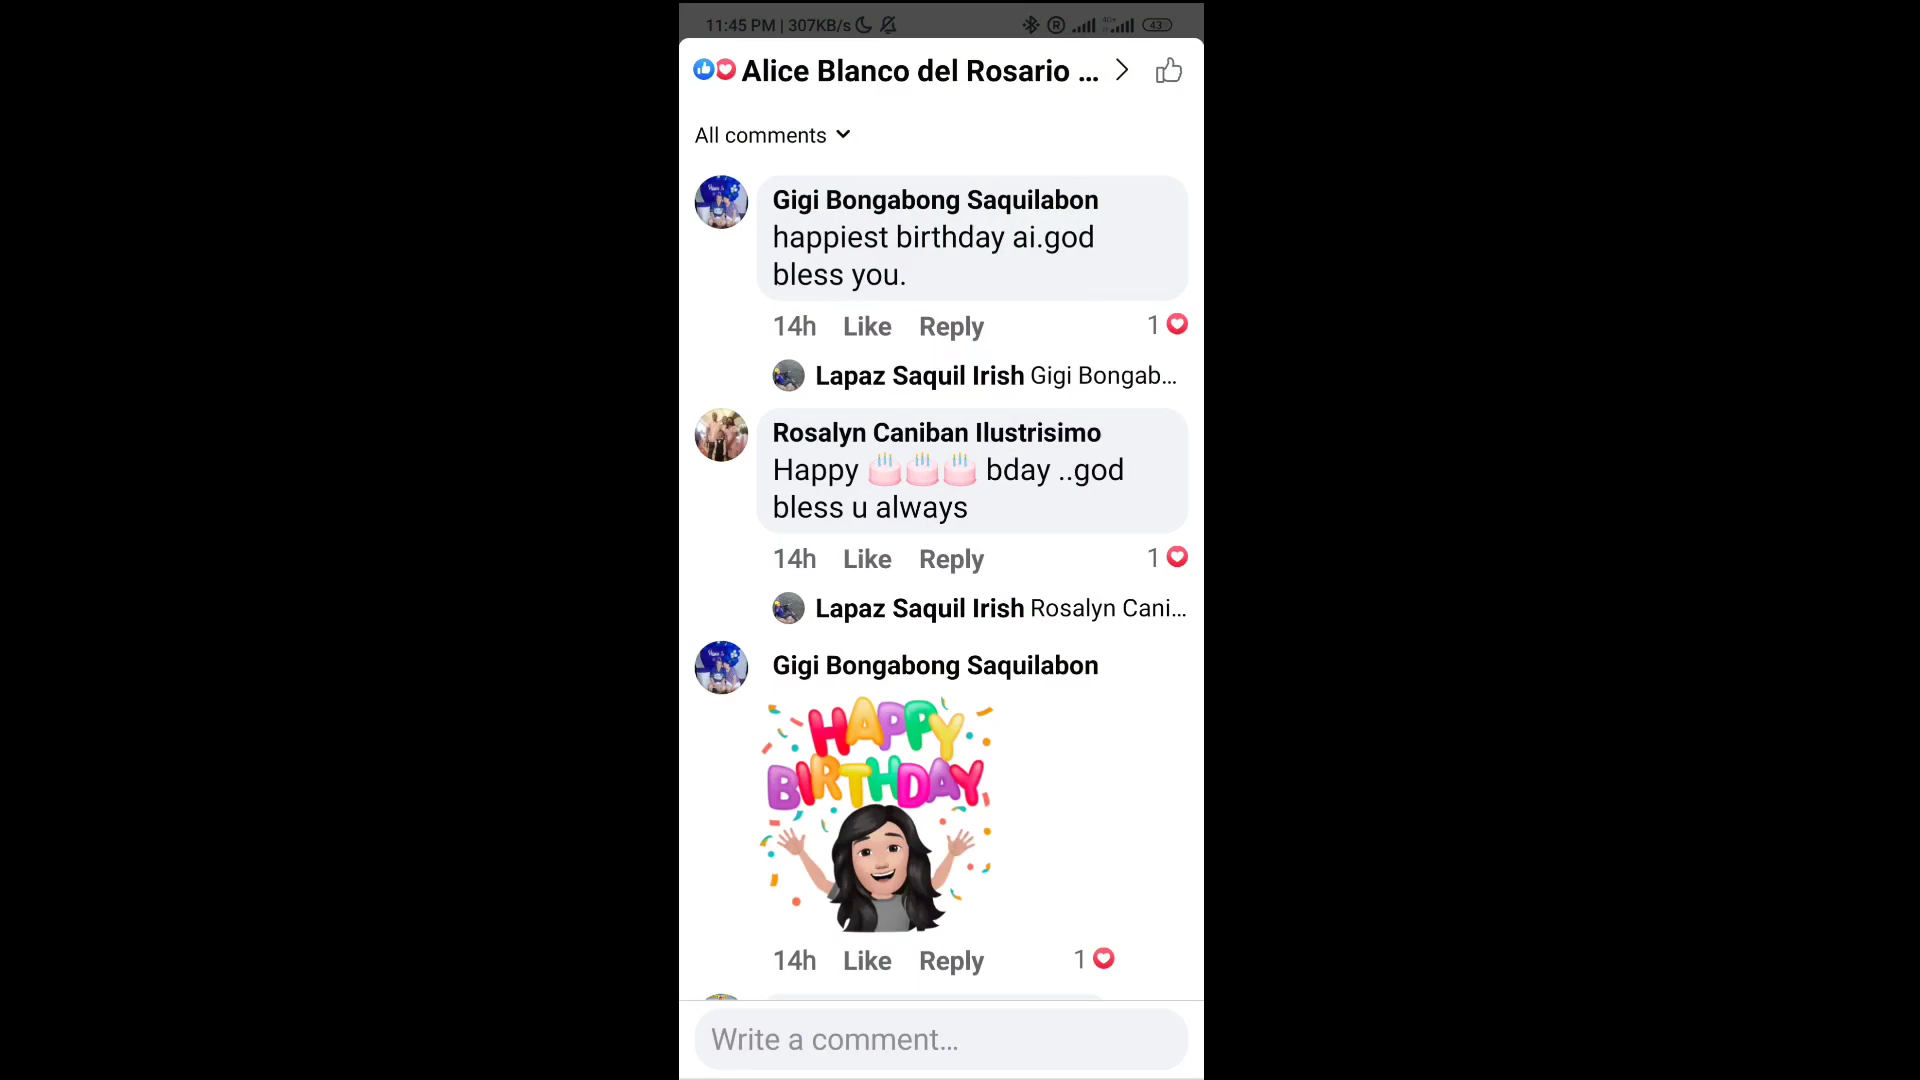 11:45 PM | 307KB/s
4G+
43
Alice Blanco del Rosario ...
All comments
Gigi Bongabong Saquilabon
happiest birthday ai.god
bless you.
14h Like Reply 1
Lapaz Saquil Irish Gigi Bongab...
Rosalyn Caniban Ilustrisimo
Happy 🎂🎂🎂 bday ..god
bless u always
14h Like Reply 1
Lapaz Saquil Irish Rosalyn Cani...
Gigi Bongabong Saquilabon
HAPPY
BIRTHDAY
14h Like Reply 1
Write a comment...